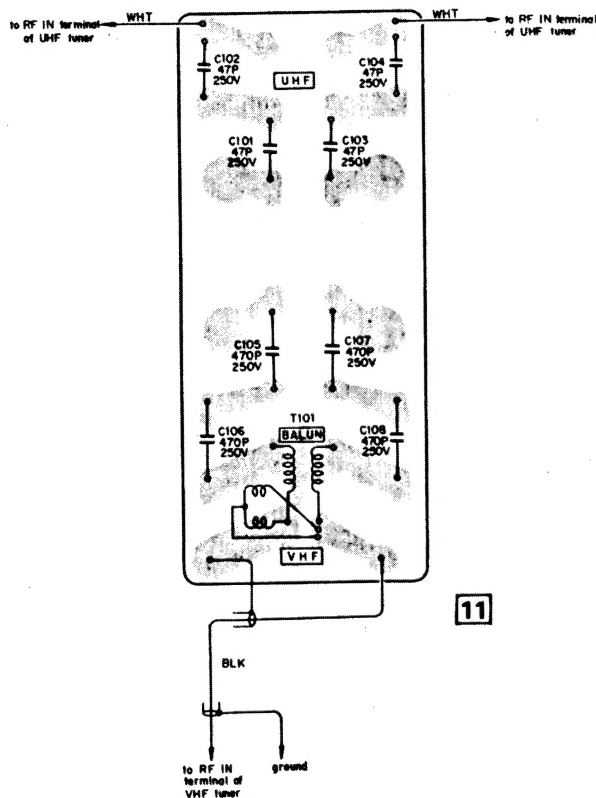 WHT
to RF IN terminal
of UHF tuner
WHT
to RF IN terminal
of UHF tuner
C102
47P
250V
UHF
C104
47P
250V
C101
47P
250V
C103
47P
250V
C105
470P
250V
C107
470P
250V
T101
BALUN
C106
470P
250V
C108
470P
250V
VHF
11
BLK
to RF IN
terminal of
VHF tuner
ground